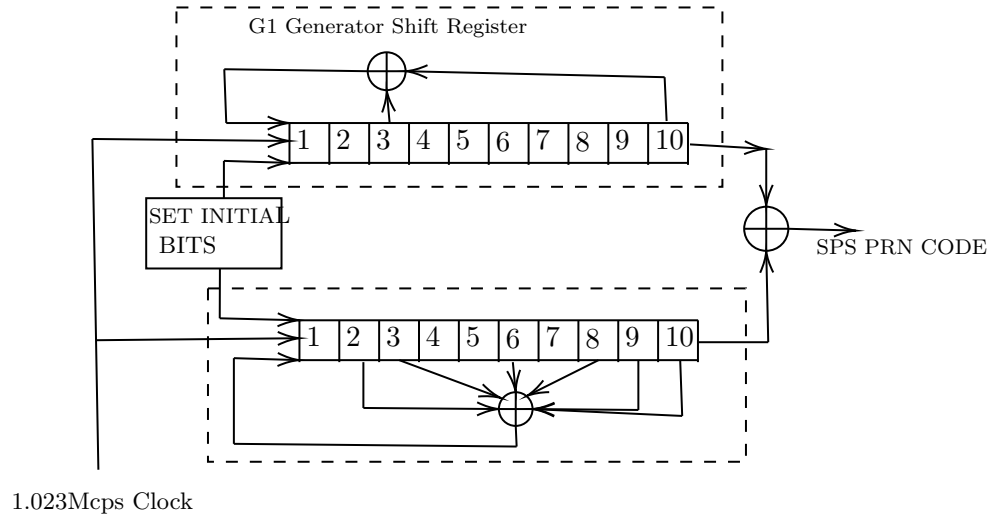 G1 Generator Shift Register
1 2 3 4 5 6 7 8 9 10
SET INITIAL
BITS
SPS PRN CODE
1 2 3 4 5 6 7 8 9 10
1.023Mcps Clock